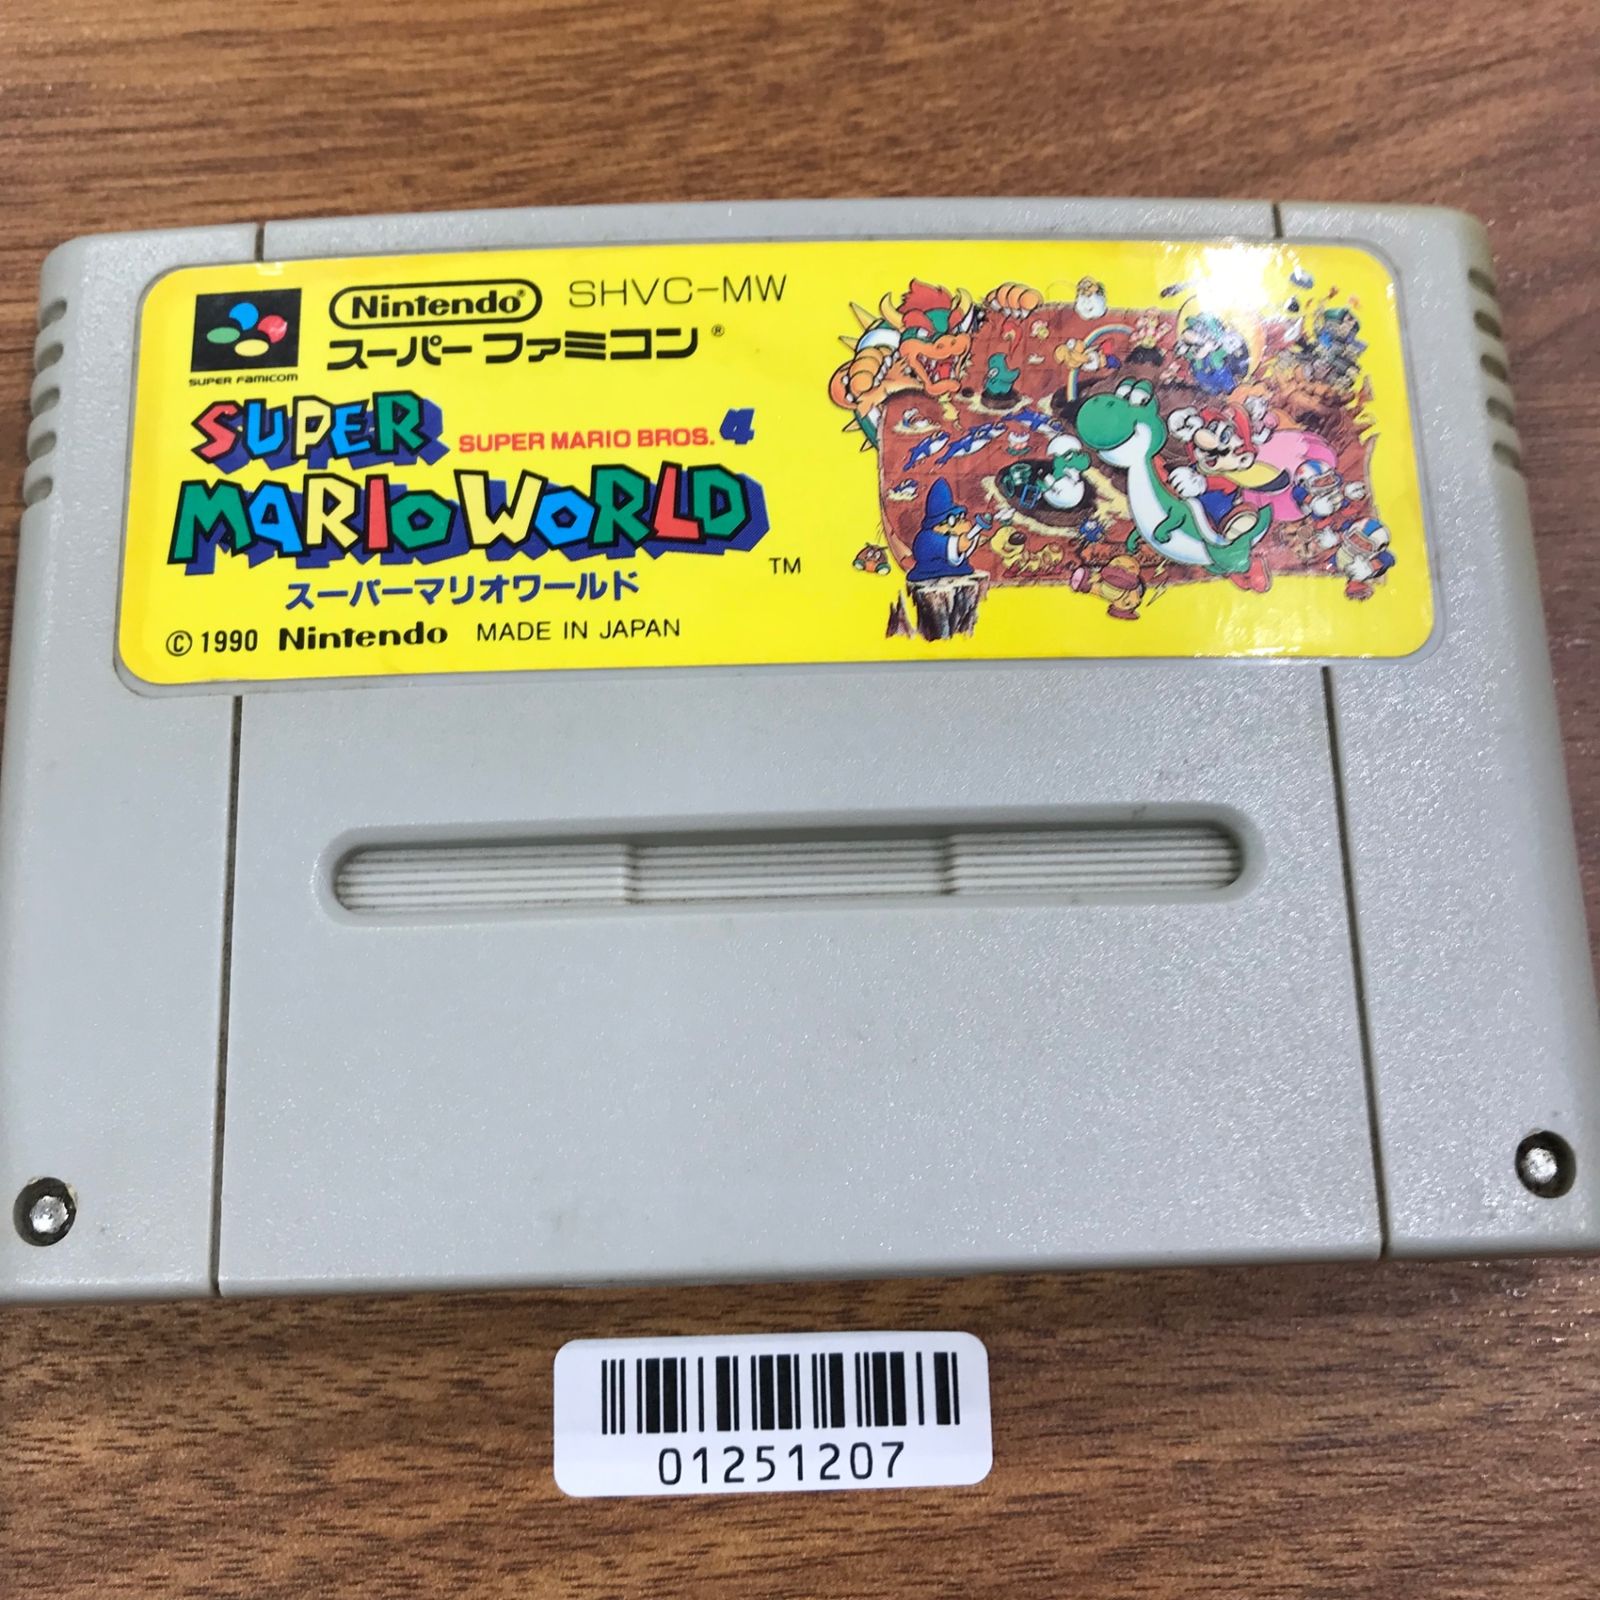 Nintendo® SHVC-MW
スーパーファミコン®
SUPER FAMICOM
SUPER SUPER MARIO BROS. 4
MARIO WORLD
TM
スーパーマリオワールド
© 1990 Nintendo MADE IN JAPAN
01251207